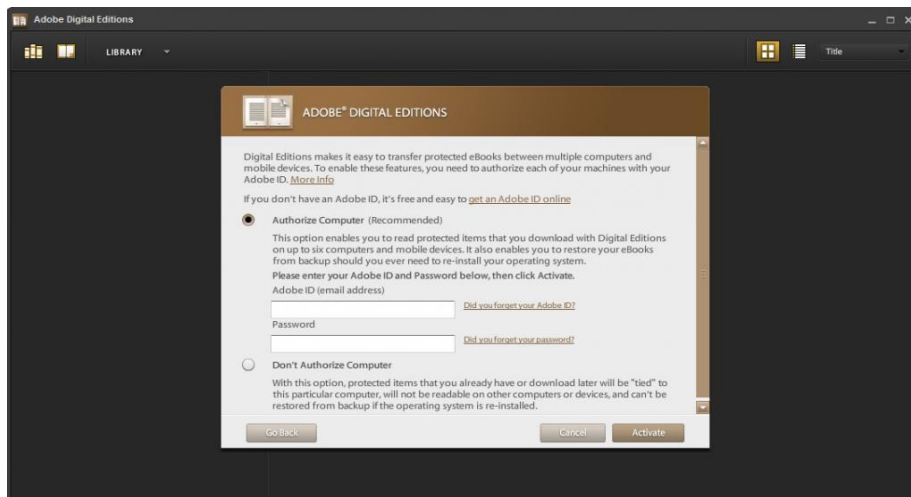 Adobe Digital Editions
LIBRARY
Title
ADOBE® DIGITAL EDITIONS
Digital Editions makes it easy to transfer protected eBooks between multiple computers and
mobile devices. To enable these features, you need to authorize each of your machines with your
Adobe ID. More Info
If you don't have an Adobe ID, it's free and easy to get an Adobe ID online
Authorize Computer (Recommended)
This option enables you to read protected items that you download with Digital Editions
on up to six computers and mobile devices. It also enables you to restore your eBooks
from backup should you ever need to re-install your operating system.
Please enter your Adobe ID and Password below, then click Activate.
Adobe ID (email address)
Did you forget your Adobe ID?
Password
Did you forget your password?
Don't Authorize Computer
With this option, protected items that you already have or download later will be "tied" to
this particular computer, will not be readable on other computers or devices, and can't be
restored from backup if the operating system is re-installed.
Go Back
Cancel
Activate